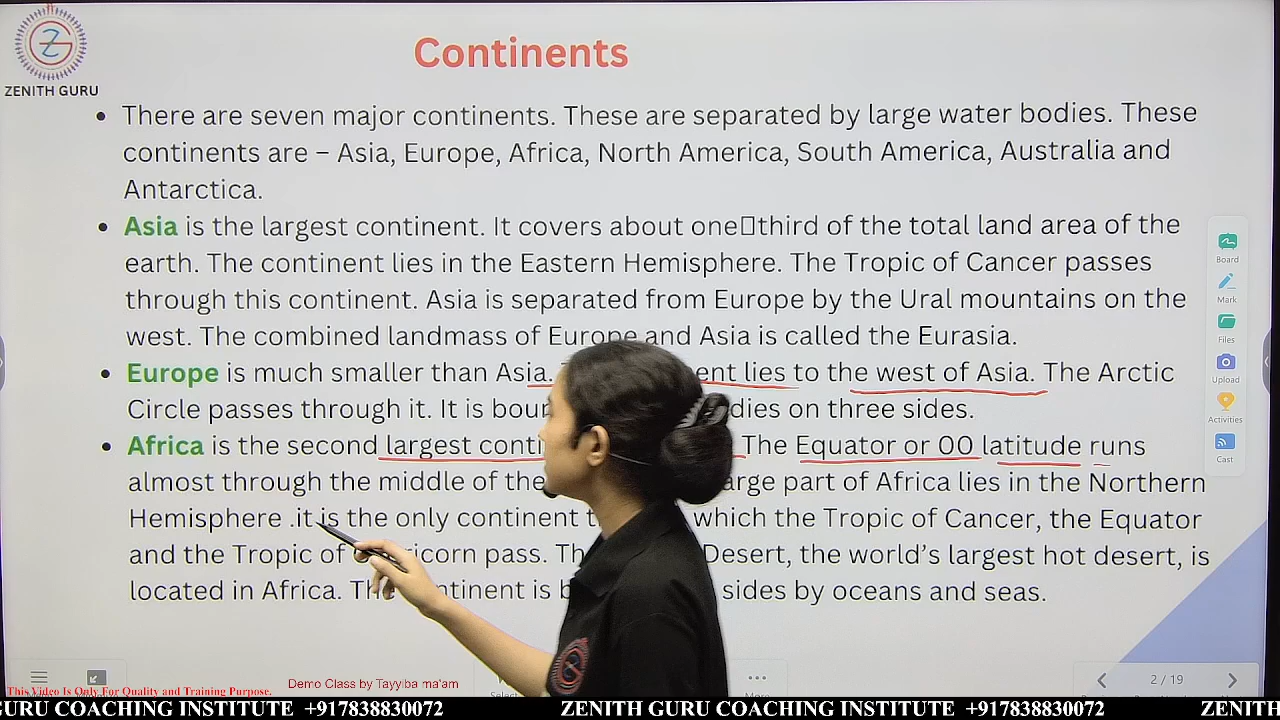 Continents
ZENITH GURU
There are seven major continents. These are separated by large water bodies. These
continents are – Asia, Europe, Africa, North America, South America, Australia and
Antarctica.
Asia is the largest continent. It covers about one▯third of the total land area of the
earth. The continent lies in the Eastern Hemisphere. The Tropic of Cancer passes
through this continent. Asia is separated from Europe by the Ural mountains on the
west. The combined landmass of Europe and Asia is called the Eurasia.
Europe is much smaller than Asia. lies to the west of Asia. The Arctic
Circle passes through it. It is on three sides.
Africa is the second largest The Equator or 00 latitude runs
almost through the middle of the part of Africa lies in the Northern
Hemisphere .it is the only continent which the Tropic of Cancer, the Equator
and the Tropic of pass. Desert, the world's largest hot desert, is
located in Africa. is sides by oceans and seas.
Board
Mark
Files
Upload
Activities
Cast
2 / 19
Demo Class by Tayyiba ma'am
This Video Is Only For Quality and Training Purpose.
GURU COACHING INSTITUTE +917838830072 ZENITH GURU COACHING INSTITUTE +917838830072 ZENITH